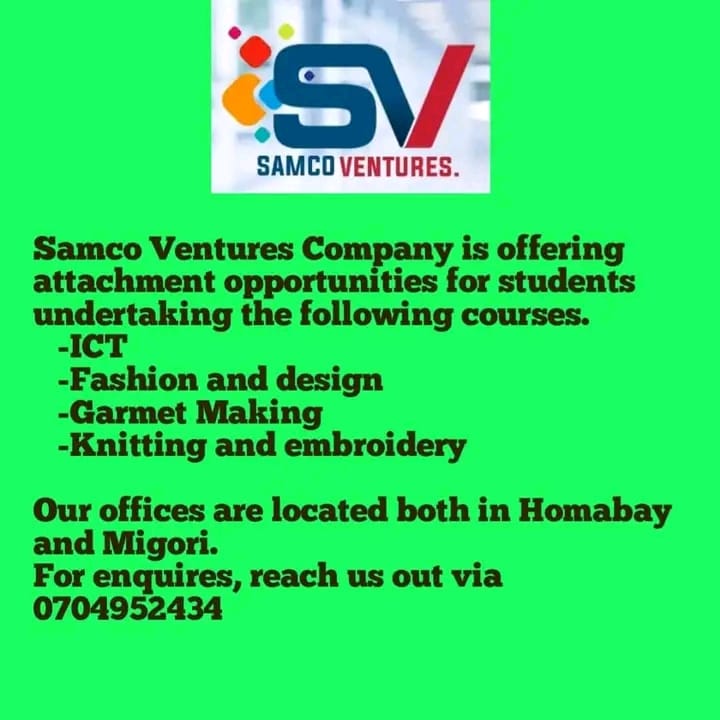 SV
SAMCO VENTURES.
Samco Ventures Company is offering
attachment opportunities for students
undertaking the following courses.
-ICT
-Fashion and design
-Garmet Making
-Knitting and embroidery
Our offices are located both in Homabay
and Migori.
For enquires, reach us out via
0704952434